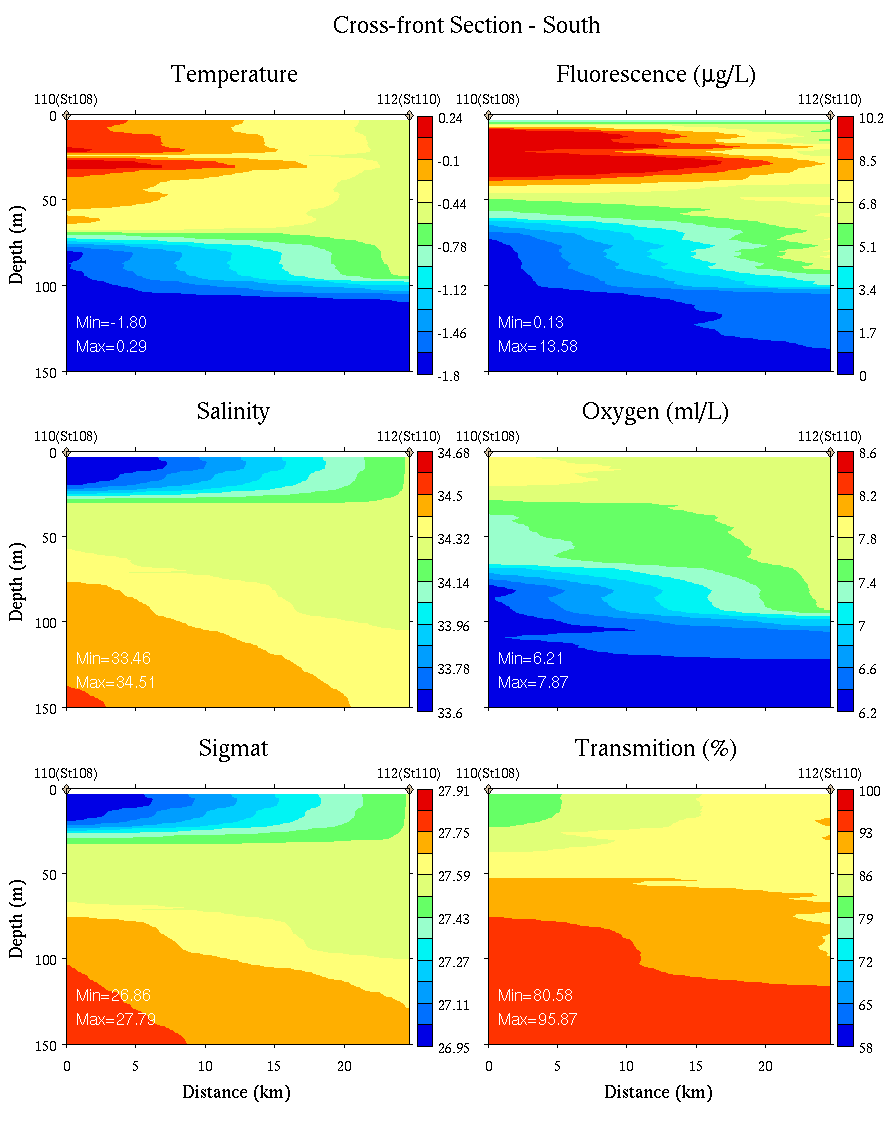 Cross-front Section - South
Temperature
110(St108) 112(St110)
0
50
100
150
Depth (m)
Min=-1.80
Max=0.29
0.24
-0.1
-0.44
-0.78
-1.12
-1.46
-1.8
Fluorescence (µg/L)
110(St108) 112(St110)
Min=0.13
Max=13.58
10.2
8.5
6.8
5.1
3.4
1.7
0
Salinity
110(St108) 112(St110)
0
50
100
150
Depth (m)
Min=33.46
Max=34.51
34.68
34.5
34.32
34.14
33.96
33.78
33.6
Oxygen (ml/L)
110(St108) 112(St110)
Min=6.21
Max=7.87
8.6
8.2
7.8
7.4
7
6.6
6.2
Sigmat
110(St108) 112(St110)
0
50
100
150
Depth (m)
Min=26.86
Max=27.79
27.91
27.75
27.59
27.43
27.27
27.11
26.95
0 5 10 15 20
Distance (km)
Transmition (%)
110(St108) 112(St110)
Min=80.58
Max=95.87
100
93
86
79
72
65
58
0 5 10 15 20
Distance (km)